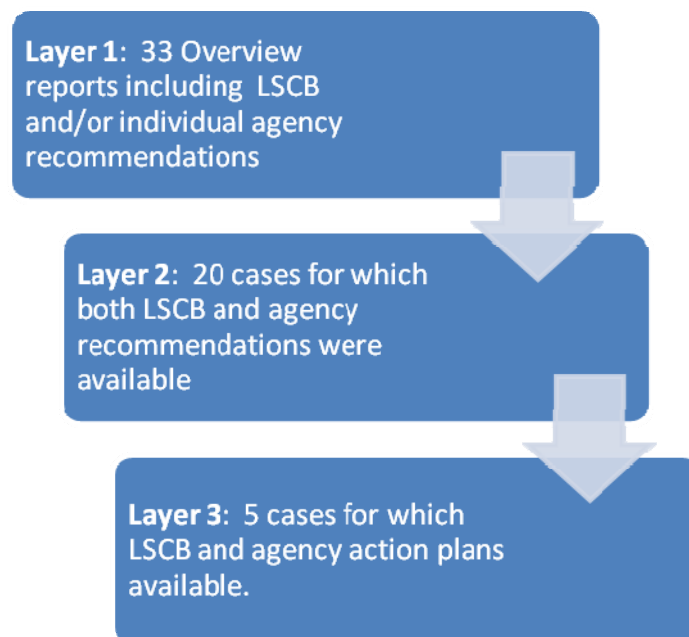 Layer 1:  33 Overview
reports including  LSCB
and/or individual agency
recommendations
Layer 2:  20 cases for which
both LSCB and agency
recommendations were
available
Layer 3:  5 cases for which
LSCB and agency action plans
available.